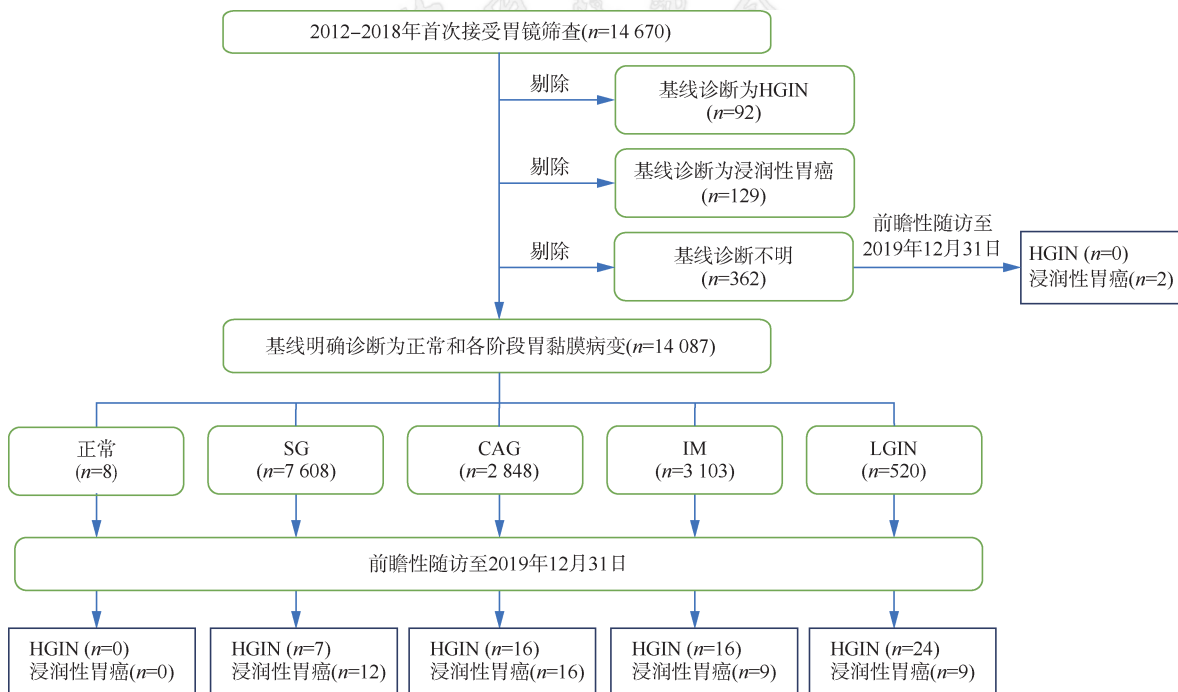 2012–2018年首次接受胃镜筛查(n=14 670)
剔除
基线诊断为HGIN
(n=92)
剔除
基线诊断为浸润性胃癌
(n=129)
剔除
基线诊断不明
(n=362)
前瞻性随访至
2019年12月31日
HGIN (n=0)
浸润性胃癌(n=2)
基线明确诊断为正常和各阶段胃黏膜病变(n=14 087)
正常
(n=8)
SG
(n=7 608)
CAG
(n=2 848)
IM
(n=3 103)
LGIN
(n=520)
前瞻性随访至2019年12月31日
HGIN (n=0)
浸润性胃癌(n=0)
HGIN (n=7)
浸润性胃癌(n=12)
HGIN (n=16)
浸润性胃癌(n=16)
HGIN (n=16)
浸润性胃癌(n=9)
HGIN (n=24)
浸润性胃癌(n=9)